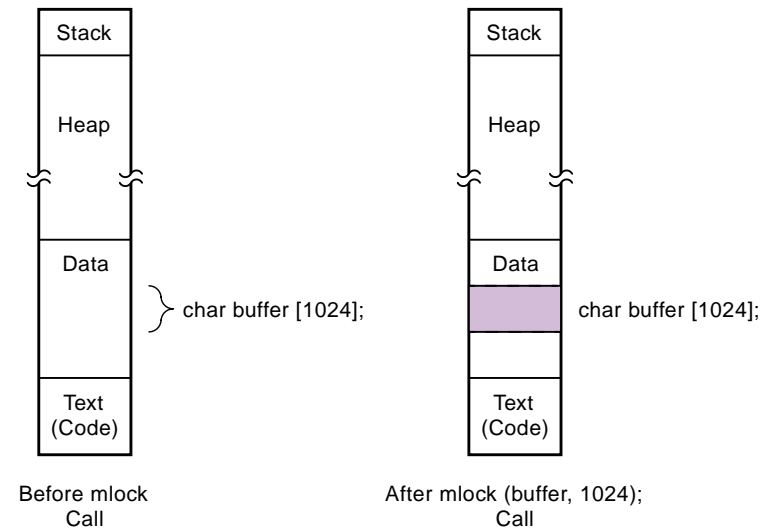 Stack
Heap
Data
char buffer [1024];
Text
(Code)
Before mlock
Call
Stack
Heap
Data
char buffer [1024];
Text
(Code)
After mlock (buffer, 1024);
Call